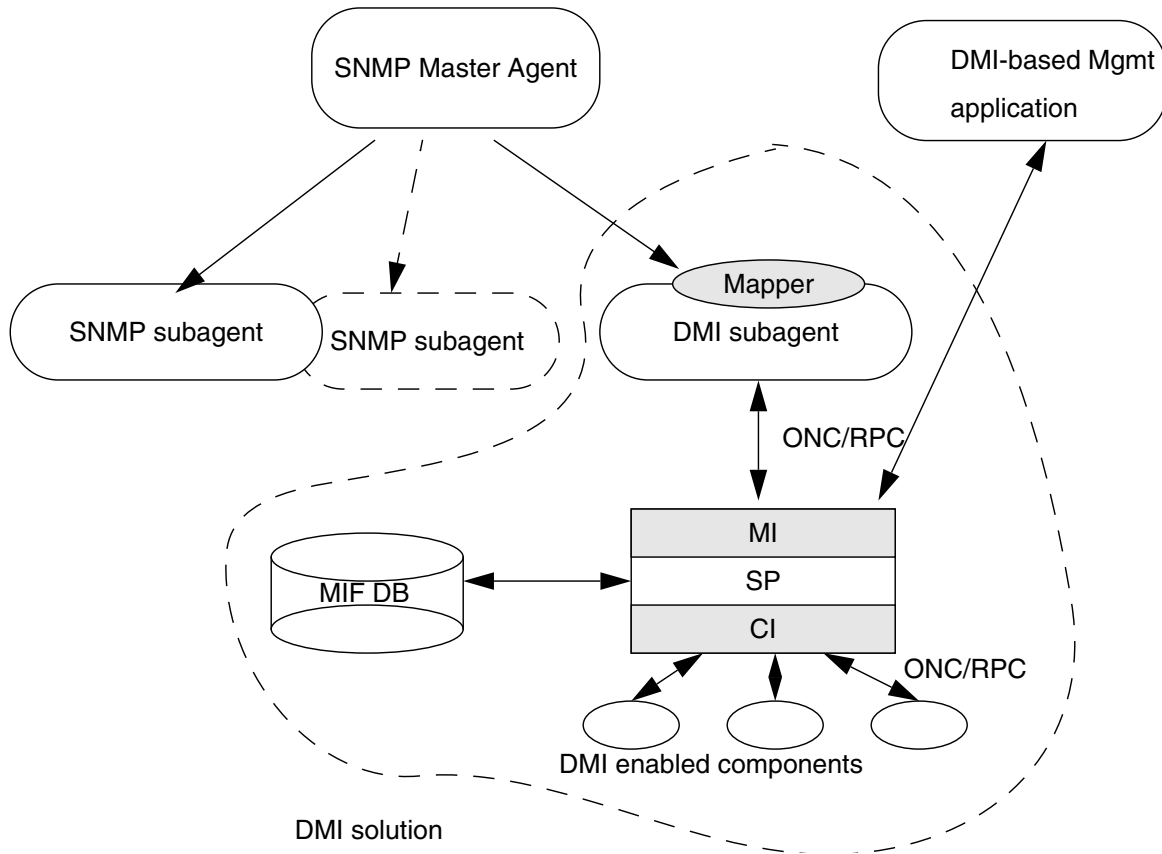 SNMP Master Agent
DMI-based Mgmt
application
Mapper
SNMP subagent
SNMP subagent
DMI subagent
ONC/RPC
MI
SP
CI
MIF DB
ONC/RPC
DMI enabled components
DMI solution